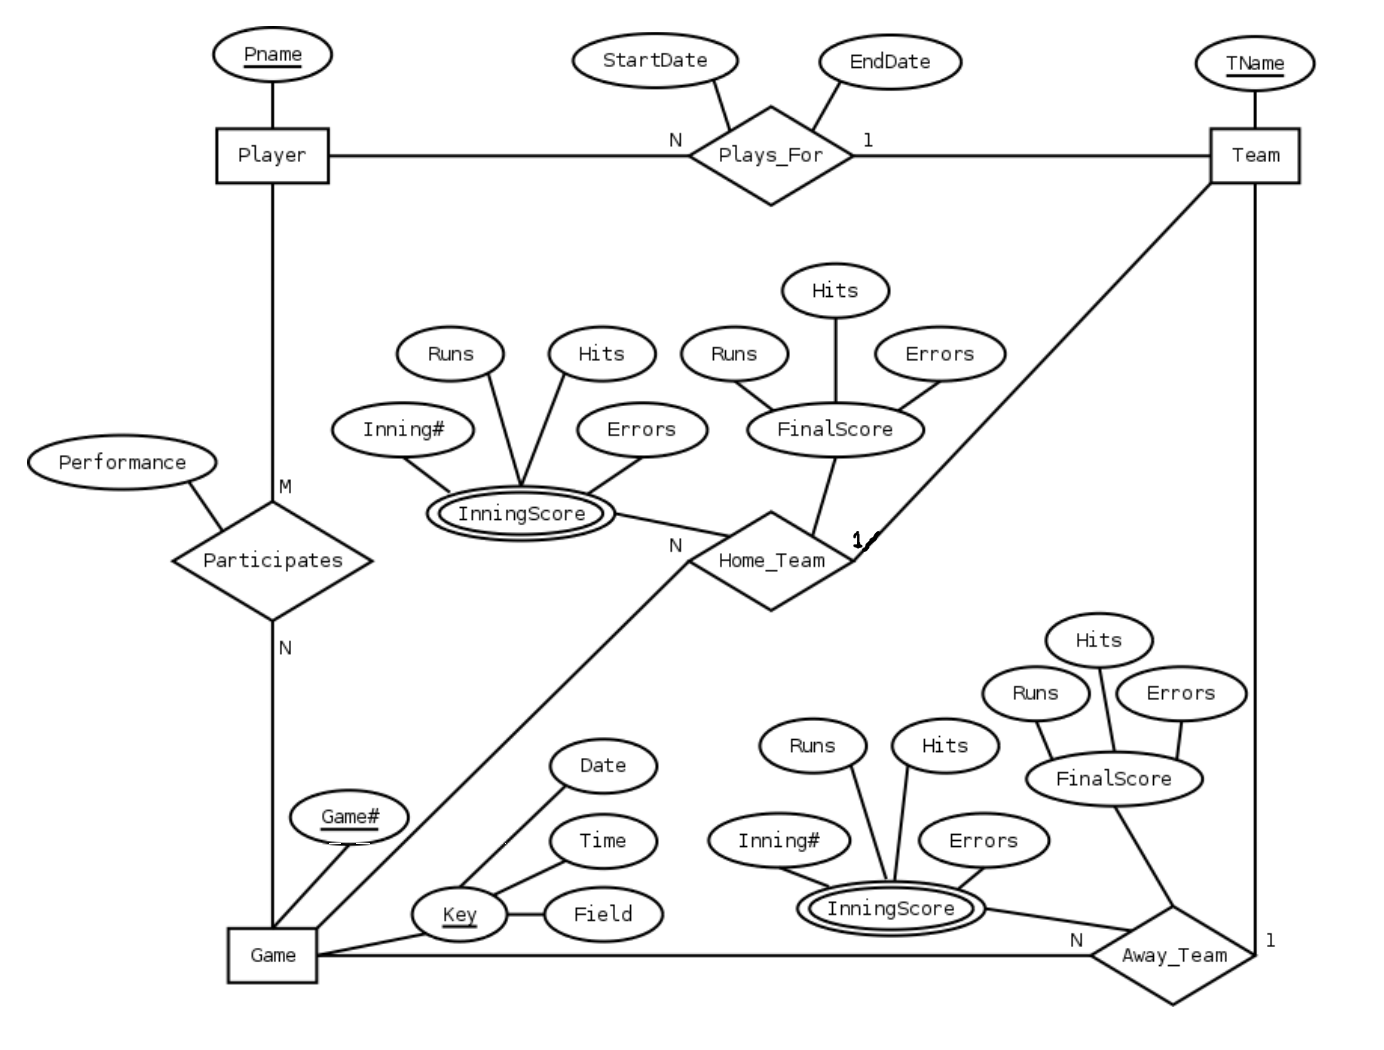 Pname
StartDate
EndDate
TName
Player
N
Plays_For
1
Team
Hits
Runs
Hits
Runs
Errors
Inning#
Errors
FinalScore
Performance
M
InningScore
N
1
Participates
Home_Team
N
Hits
Runs
Errors
Date
Runs
Hits
FinalScore
Game#
Time
Inning#
Errors
Key
Field
InningScore
N
1
Game
Away_Team